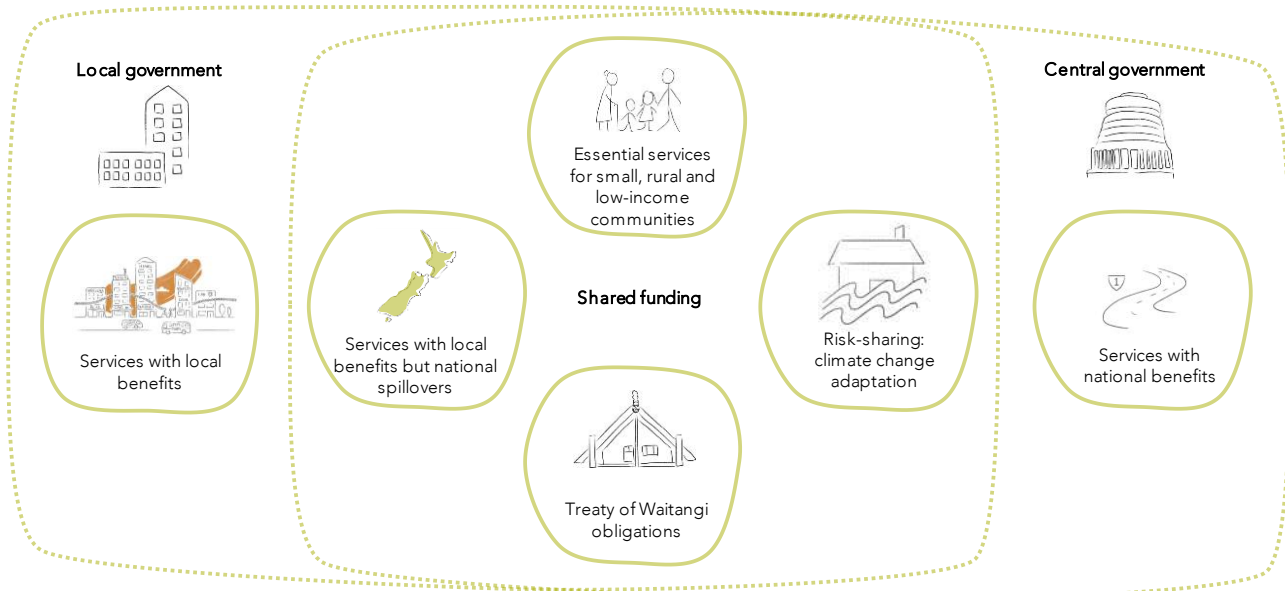 Local government
Services with local
benefits
Essential services
for small, rural and
low-income
communities
Services with local
benefits but national
spillovers
Shared funding
Risk-sharing:
climate change
adaptation
Treaty of Waitangi
obligations
Central government
1
Services with
national benefits